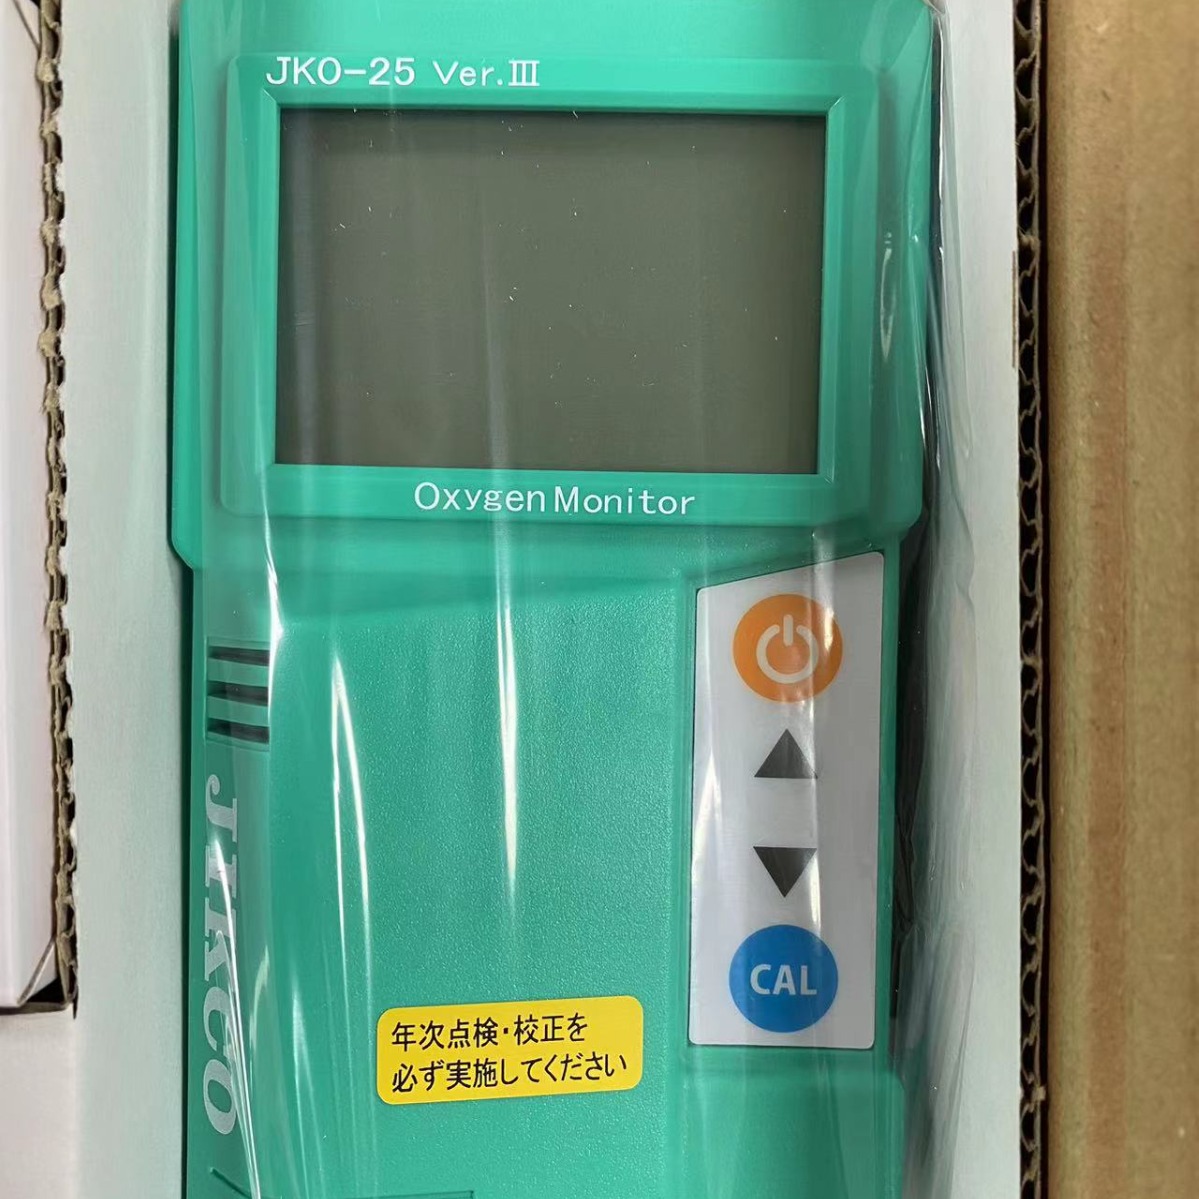 JKO-25 Ver.Ⅲ
Oxygen Monitor
JIKCO
CAL
年次点検・校正を
必ず実施してください